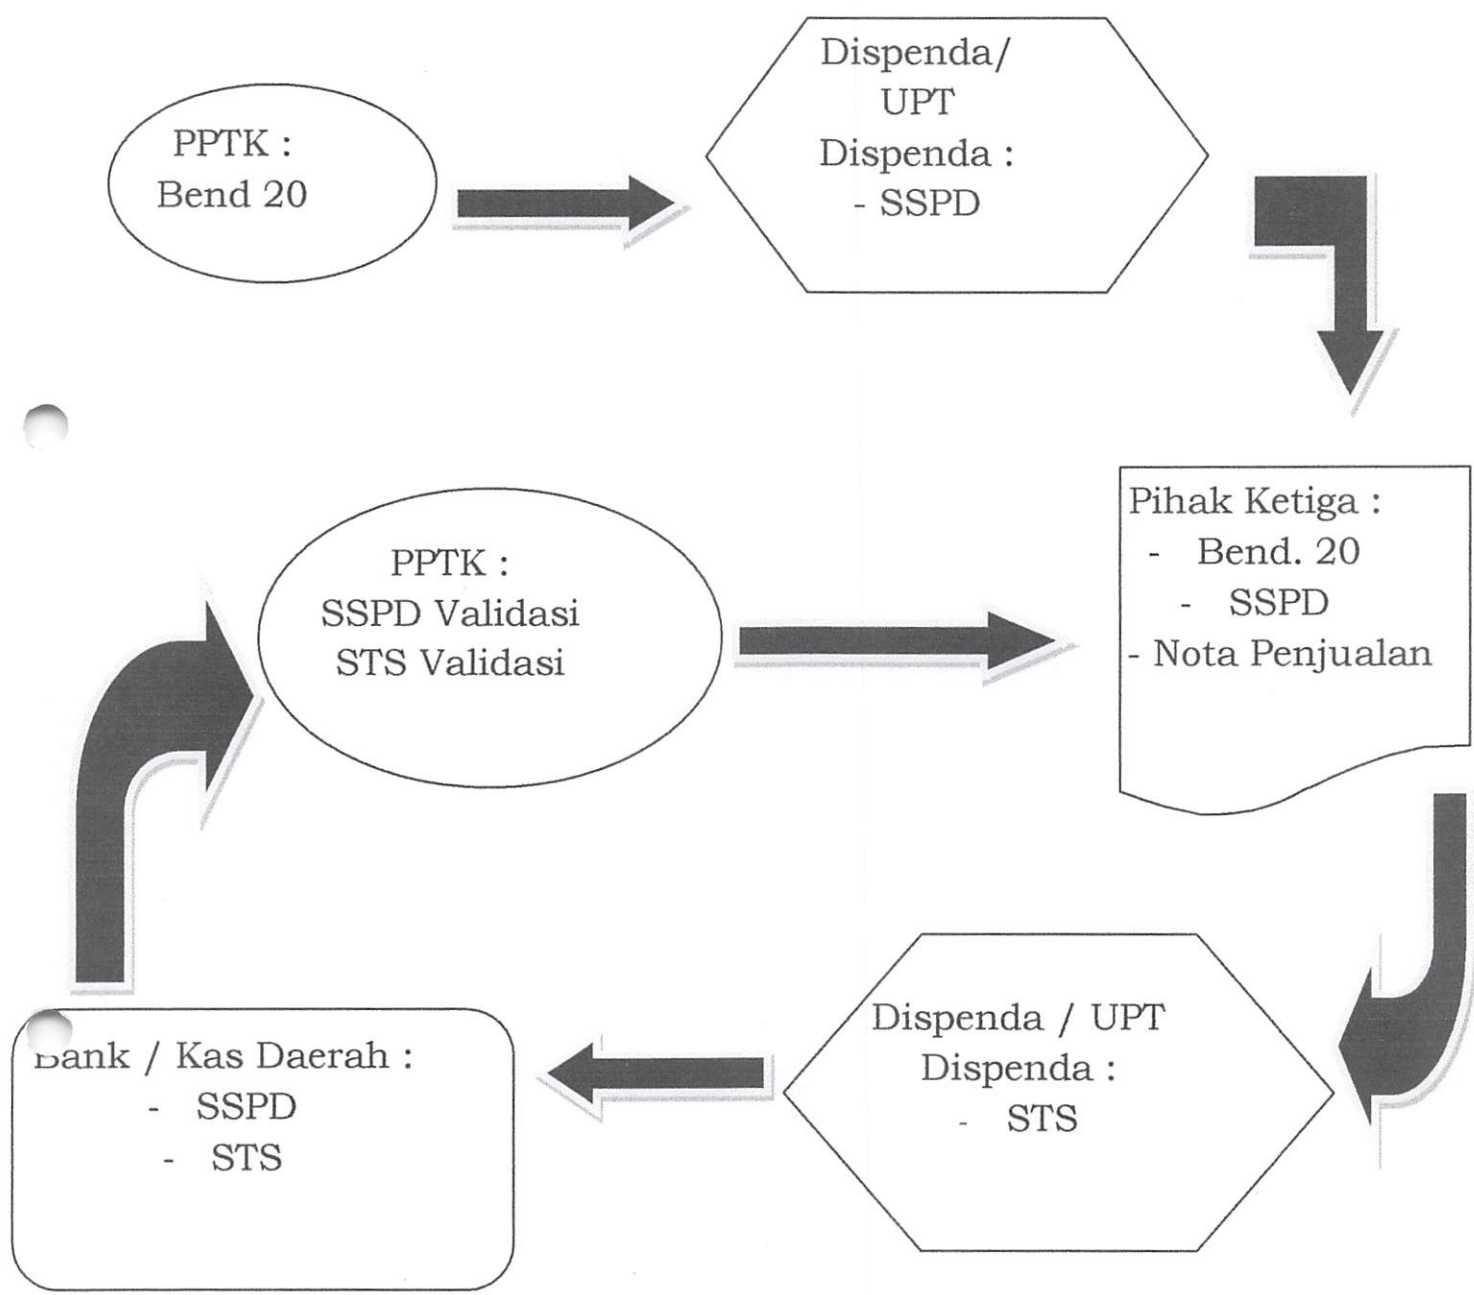 PPTK :
Bend 20
Dispenda/
UPT
Dispenda :
- SSPD
PPTK :
SSPD Validasi
STS Validasi
Pihak Ketiga :
- Bend. 20
- SSPD
- Nota Penjualan
Bank / Kas Daerah :
- SSPD
- STS
Dispenda / UPT
Dispenda :
- STS